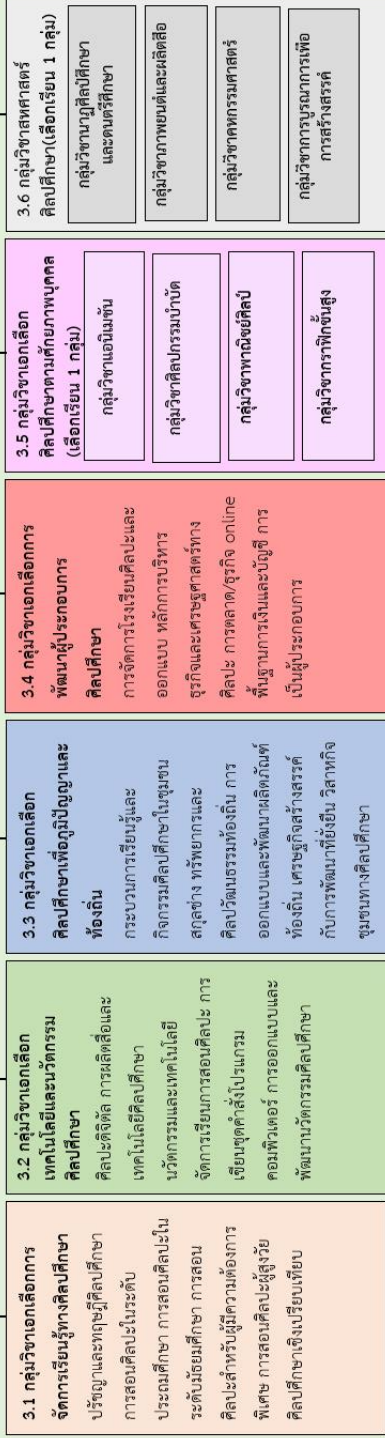 3.1 กลุ่มวิชาเอกเลือกการ
จัดการเรียนรู้ทางศิลปศึกษา
ปรัชญาและทฤษฎีศิลปศึกษา
การสอนศิลปะในระดับ
ประถมศึกษา การสอนศิลปะใน
ระดับมัธยมศึกษา การสอน
ศิลปะสำหรับผู้มีความต้องการ
พิเศษ การสอนศิลปะผู้สูงวัย
ศิลปศึกษาเชิงเปรียบเทียบ
3.2 กลุ่มวิชาเอกเลือก
เทคโนโลยีและนวัตกรรม
ศิลปศึกษา
ศิลปะดิจิตัล การผลิตสื่อและ
เทคโนโลยีศิลปศึกษา
นวัตกรรมและเทคโนโลยี
จัดการเรียนการสอนศิลปะ การ
เขียนชุดคำสั่งโปรแกรม
คอมพิวเตอร์ การออกแบบและ
พัฒนานวัตกรรมศิลปศึกษา
3.3 กลุ่มวิชาเอกเลือก
ศิลปศึกษาเพื่อภูมิปัญญาและ
ท้องถิ่น
กระบวนการเรียนรู้และ
กิจกรรมศิลปศึกษาในชุมชน
สกุลช่าง ทรัพยากรและ
ศิลปวัฒนธรรมท้องถิ่น การ
ออกแบบและพัฒนาผลิตภัณฑ์
ท้องถิ่น เศรษฐกิจสร้างสรรค์
กับการพัฒนาที่ยั่งยืน วิสาหกิจ
ชุมชนทางศิลปศึกษา
3.4 กลุ่มวิชาเอกเลือกการ
พัฒนาผู้ประกอบการ
ศิลปศึกษา
การจัดการโรงเรียนศิลปะและ
ออกแบบ หลักการบริหาร
ธุรกิจและเศรษฐศาสตร์ทาง
ศิลปะ การตลาด/ธุรกิจ online
พื้นฐานการเงินและบัญชี การ
เป็นผู้ประกอบการ
3.5 กลุ่มวิชาเอกเลือก
ศิลปศึกษาตามศักยภาพบุคคล
(เลือกเรียน 1 กลุ่ม)
กลุ่มวิชาแอนิเมชัน
กลุ่มวิชาศิลปกรรมบำบัด
กลุ่มวิชาพาณิชย์ศิลป์
กลุ่มวิชากราฟิกขั้นสูง
3.6 กลุ่มวิชาสหศาสตร์
ศิลปศึกษา(เลือกเรียน 1 กลุ่ม)
กลุ่มวิชานาฏศิลป์ศึกษา
และดนตรีศึกษา
กลุ่มวิชาภาพยนต์และผลิตสื่อ
กลุ่มวิชาคหกรรมศาสตร์
กลุ่มวิชาการบูรณาการเพื่อ
การสร้างสรรค์